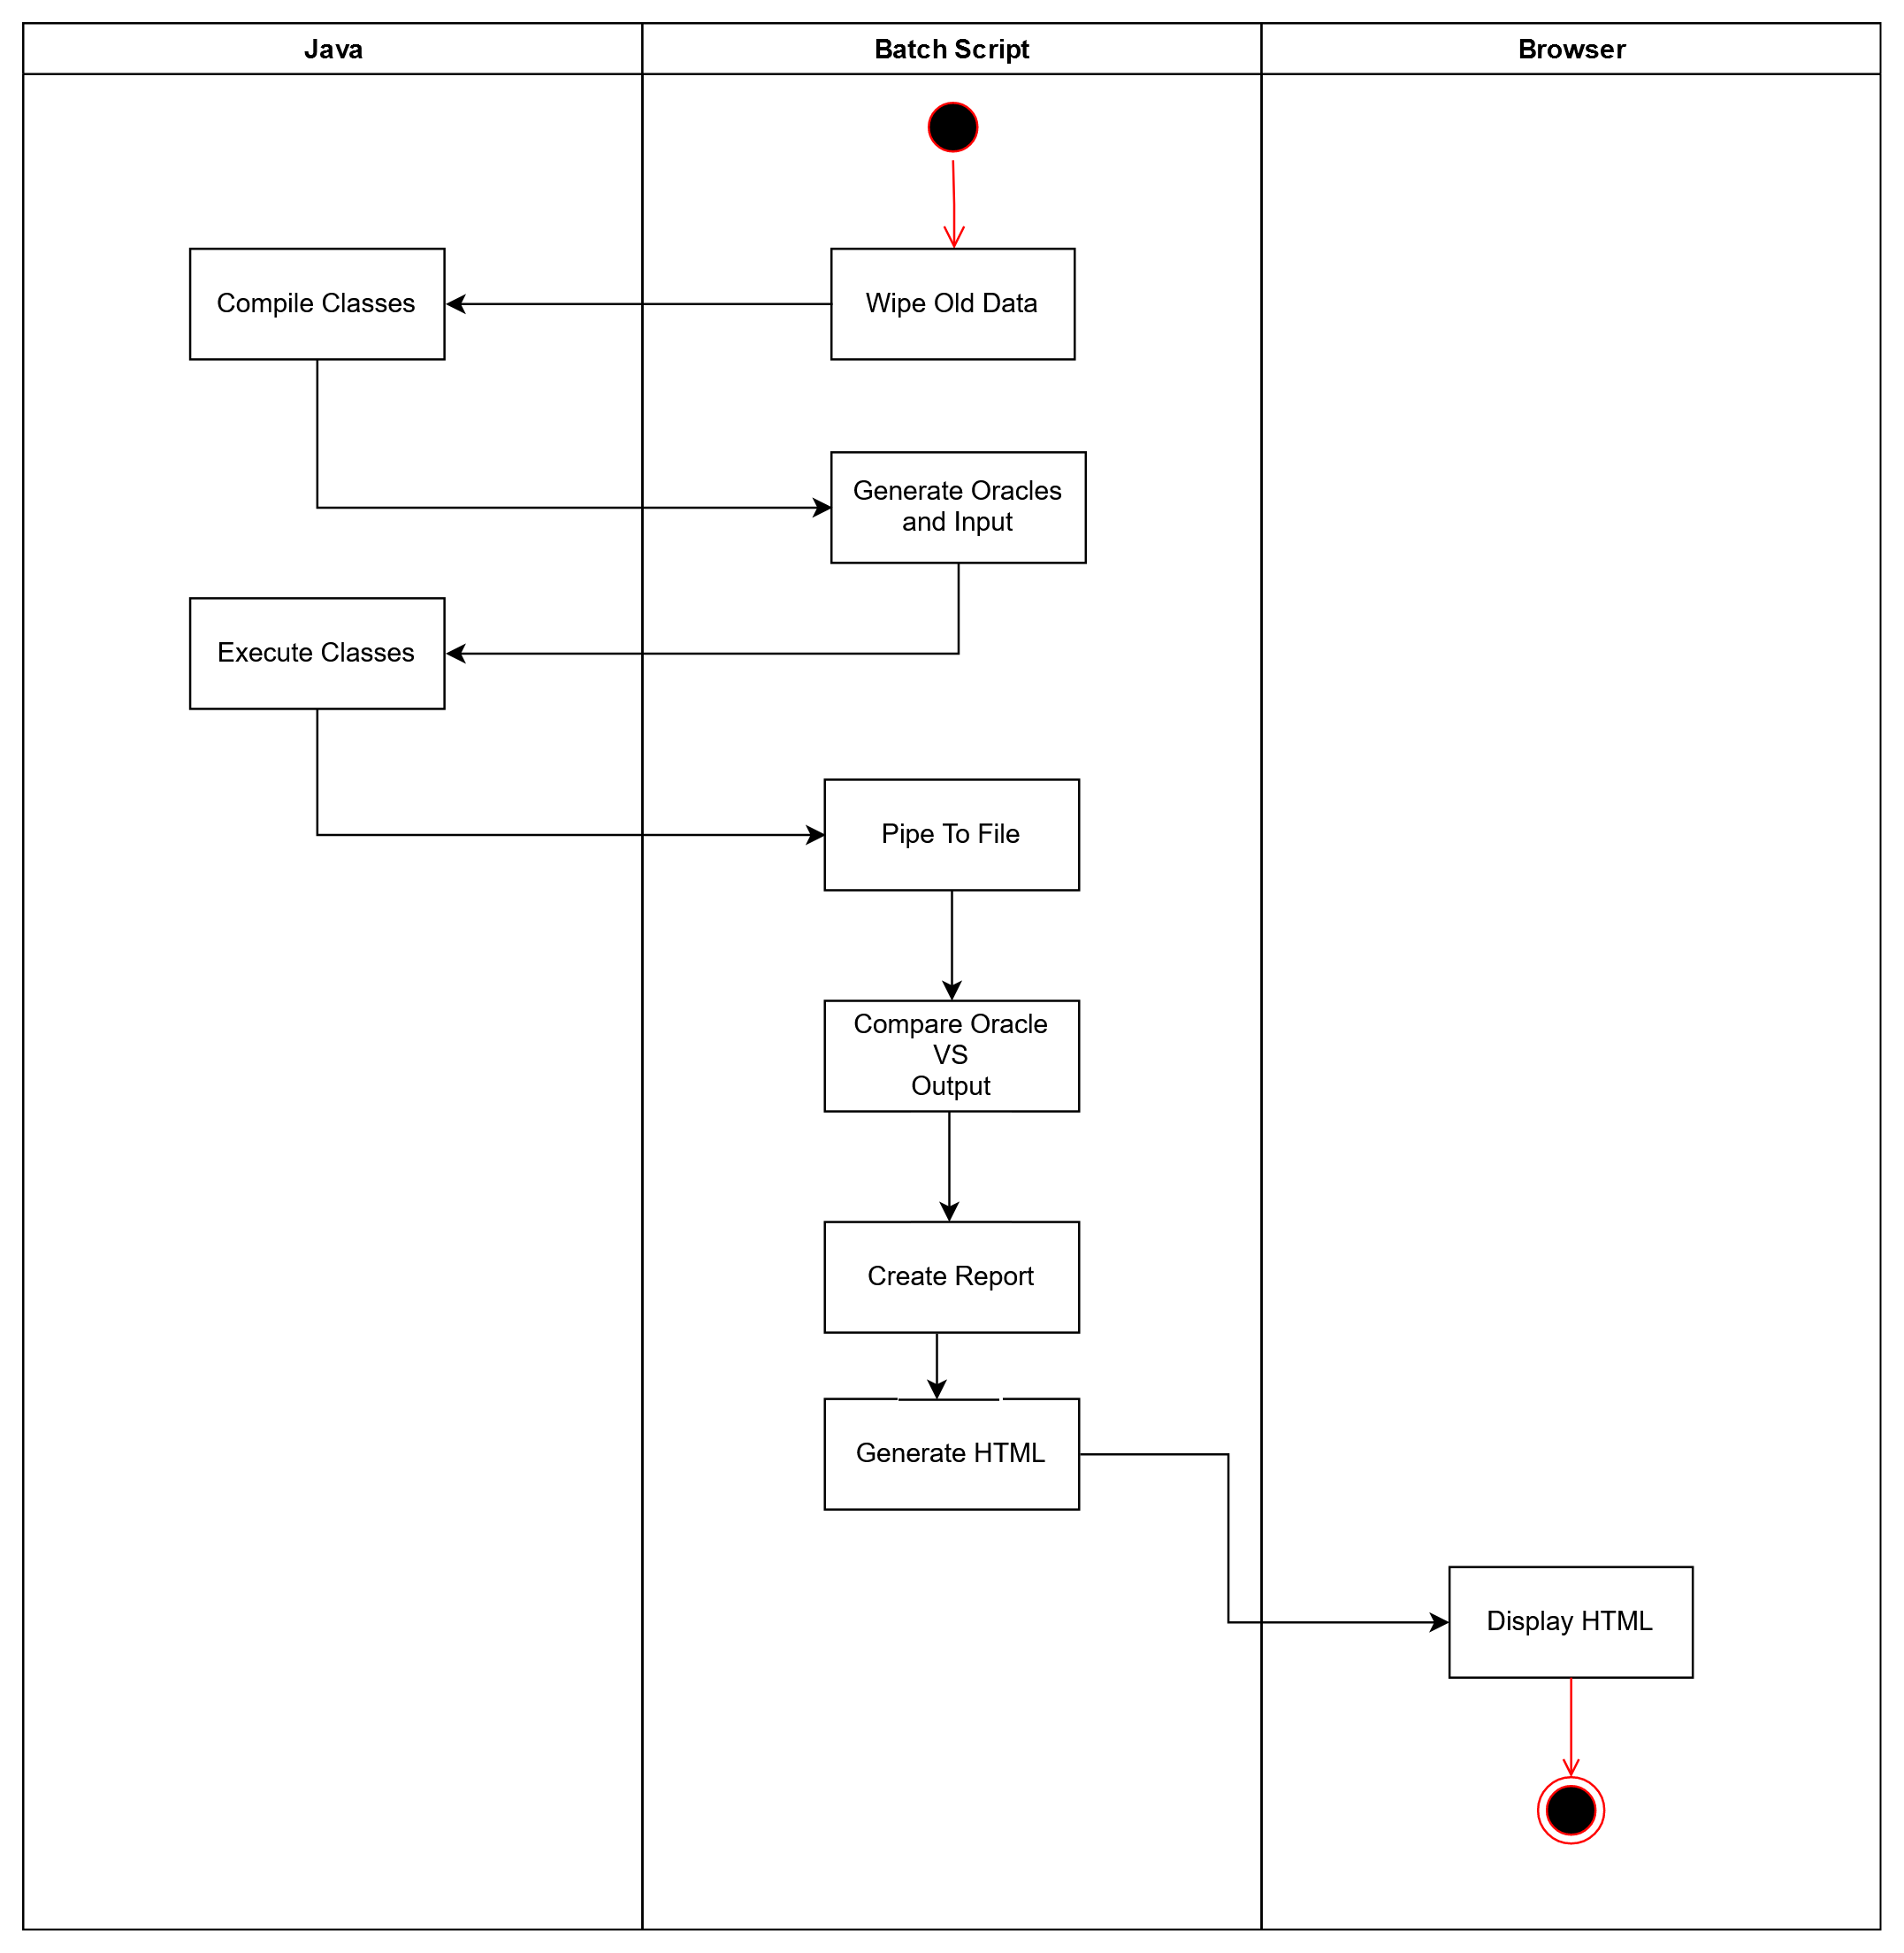 Java
Batch Script
Browser
Compile Classes
Wipe Old Data
Generate Oracles
and Input
Execute Classes
Pipe To File
Compare Oracle
VS
Output
Create Report
Generate HTML
Display HTML